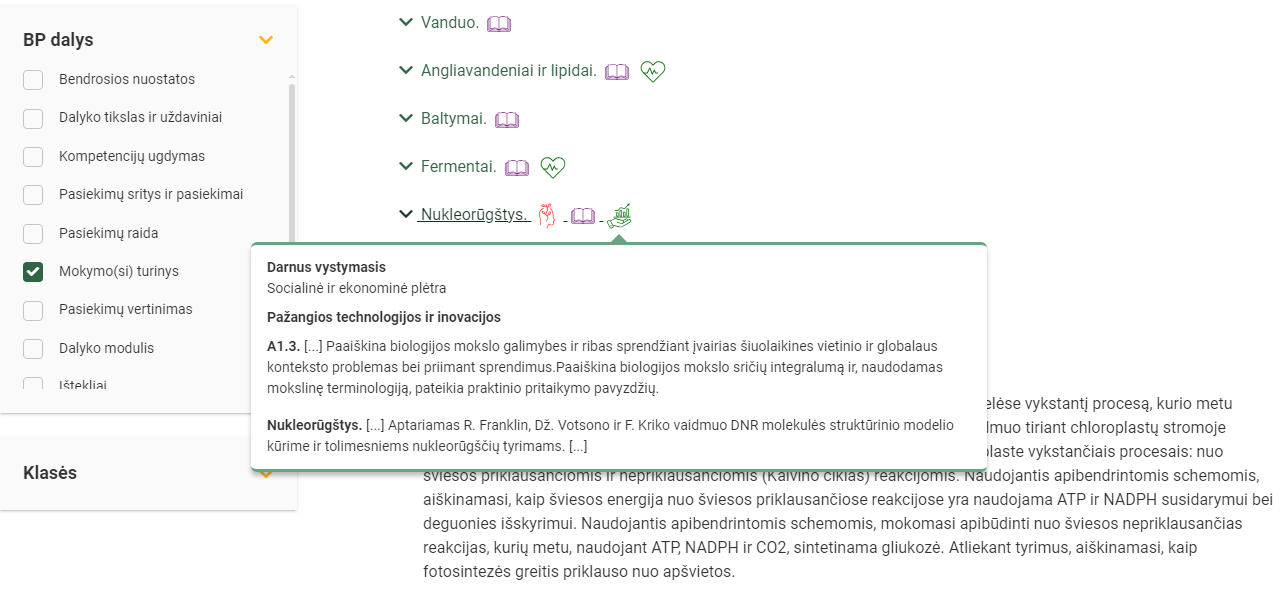 BP dalys
Bendrosios nuostatos
Dalyko tikslas ir uždaviniai
Kompetencijų ugdymas
Pasiekimų sritys ir pasiekimai
Pasiekimų raida
Mokymo(si) turinys
Pasiekimų vertinimas
Dalyko modulis
Ištekliai
Klasės
Vanduo.
Angliavandeniai ir lipidai.
Baltymai.
Fermentai.
Nukleorūgštys.
Darnus vystymasis
Socialinė ir ekonominė plėtra
Pažangios technologijos ir inovacijos
A1.3. [...] Paaiškina biologijos mokslo galimybes ir ribas sprendžiant įvairias šiuolaikines vietinio ir globalaus
konteksto problemas bei priimant sprendimus.Paaiškina biologijos mokslo sričių integralumą ir, naudodamas
mokslinę terminologiją, pateikia praktinio pritaikymo pavyzdžių.
Nukleorūgštys. [...] Aptariamas R. Franklin, Dž. Votsono ir F. Kriko vaidmuo DNR molekulės struktūrinio modelio
kūrime ir tolimesniems nukleorūgščių tyrimams. [...]
elėse vykstantį procesą, kurio metu
dmuo tiriant chloroplastų stromoje
plaste vykstančiais procesais: nuo
šviesos priklausančiomis ir nepriklausančiomis (Kalvino ciklas) reakcijomis. Naudojantis apibendrintomis schemomis,
aiškinamasi, kaip šviesos energija nuo šviesos priklausančiose reakcijose yra naudojama ATP ir NADPH susidarymui bei
deguonies išskyrimui. Naudojantis apibendrintomis schemomis, mokomasi apibūdinti nuo šviesos nepriklausančias
reakcijas, kurių metu, naudojant ATP, NADPH ir CO2, sintetinama gliukozė. Atliekant tyrimus, aiškinamasi, kaip
fotosintezės greitis priklauso nuo apšvietos.